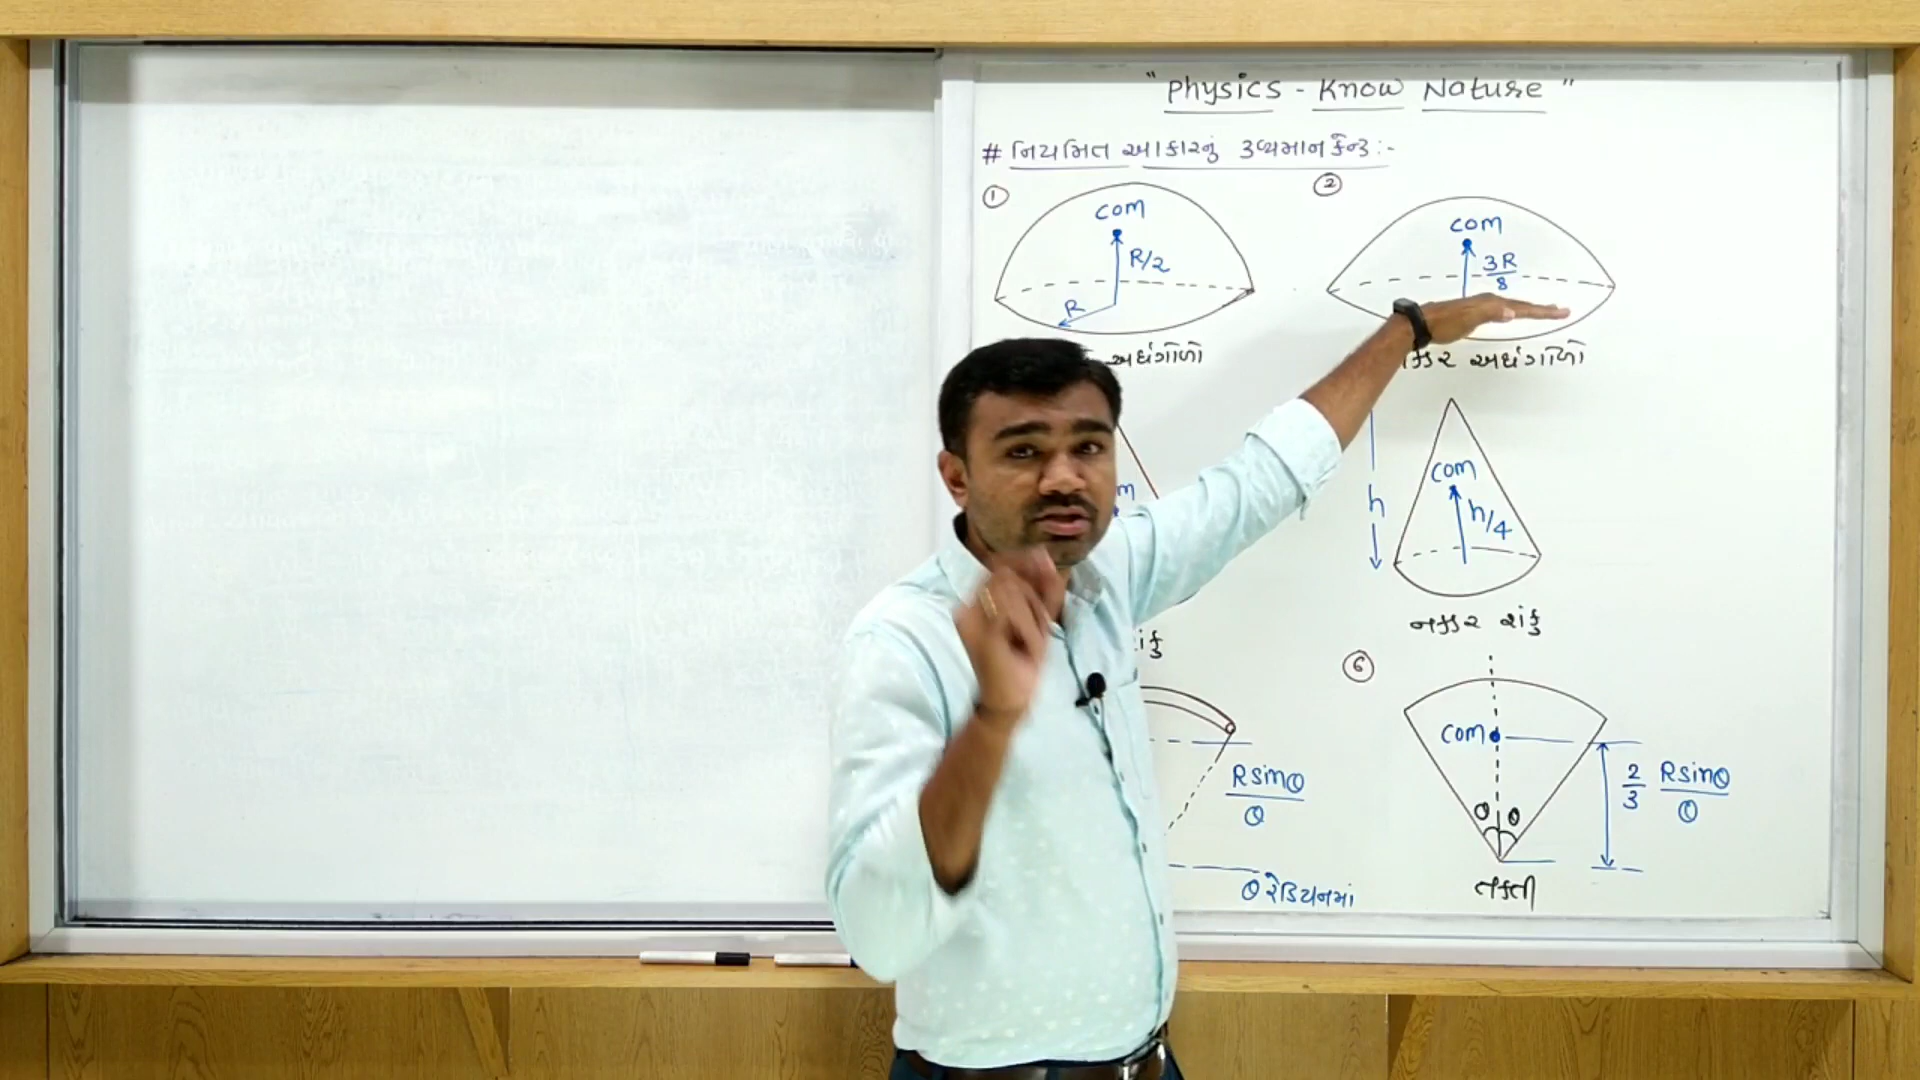 " Physics - Know Nature "
# નિયમિત આકારનું દ્રવ્યમાન કેન્દ્ર :-
①
com
R/2
R
અર્ધગોળો
②
com
3R/8
અર્ધગોળો
h
com
h/4
નક્કર શંકુ
Rsinθ/θ
θ રેડિયનમાં
⑥
com
θ θ
2/3 Rsinθ/θ
તકતી